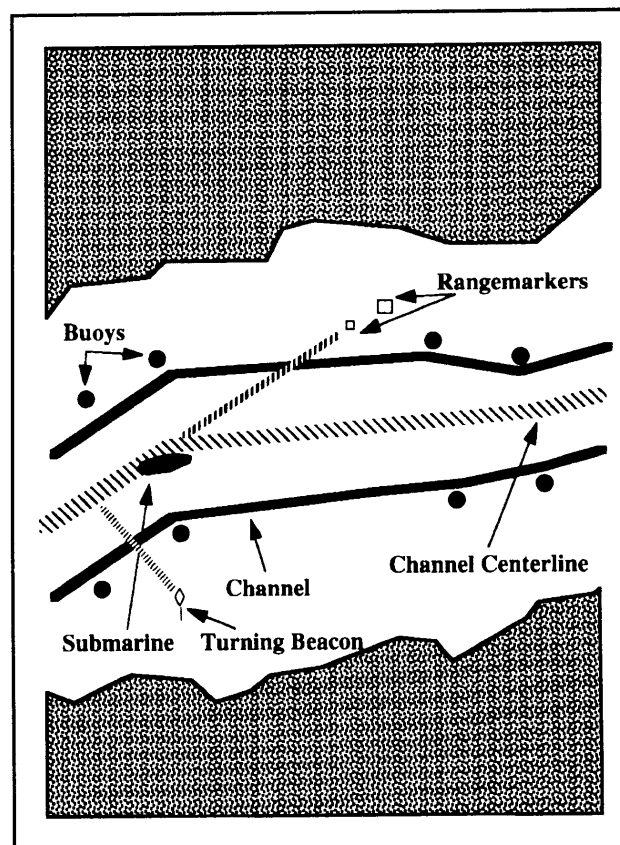 Rangemarkers
Buoys
Channel Centerline
Channel
Submarine
Turning Beacon